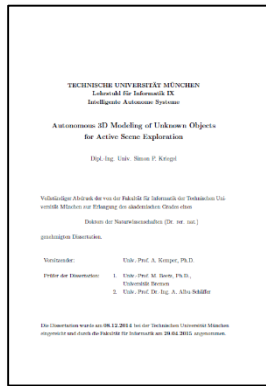 TECHNISCHE UNIVERSITÄT MÜNCHEN
Lehrstuhl für Informatik IX
Intelligente Autonome Systeme
Autonomous 3D Modeling of Unknown Objects
for Active Scene Exploration
Dipl.-Ing. Univ. Simon P. Kriegel
Vollständiger Abdruck der von der Fakultät für Informatik der Technischen Uni-
versität München zur Erlangung des akademischen Grades eines
Doktors der Naturwissenschaften (Dr. rer. nat.)
genehmigten Dissertation.
Vorsitzender: Univ.-Prof. A. Kemper, Ph.D.
Prüfer der Dissertation: 1. Univ.-Prof. M. Beetz, Ph.D.,
Universität Bremen
2. Univ.-Prof. Dr.-Ing. A. Albu-Schäffer
Die Dissertation wurde am 08.12.2014 bei der Technischen Universität München
eingereicht und durch die Fakultät für Informatik am 20.04.2015 angenommen.